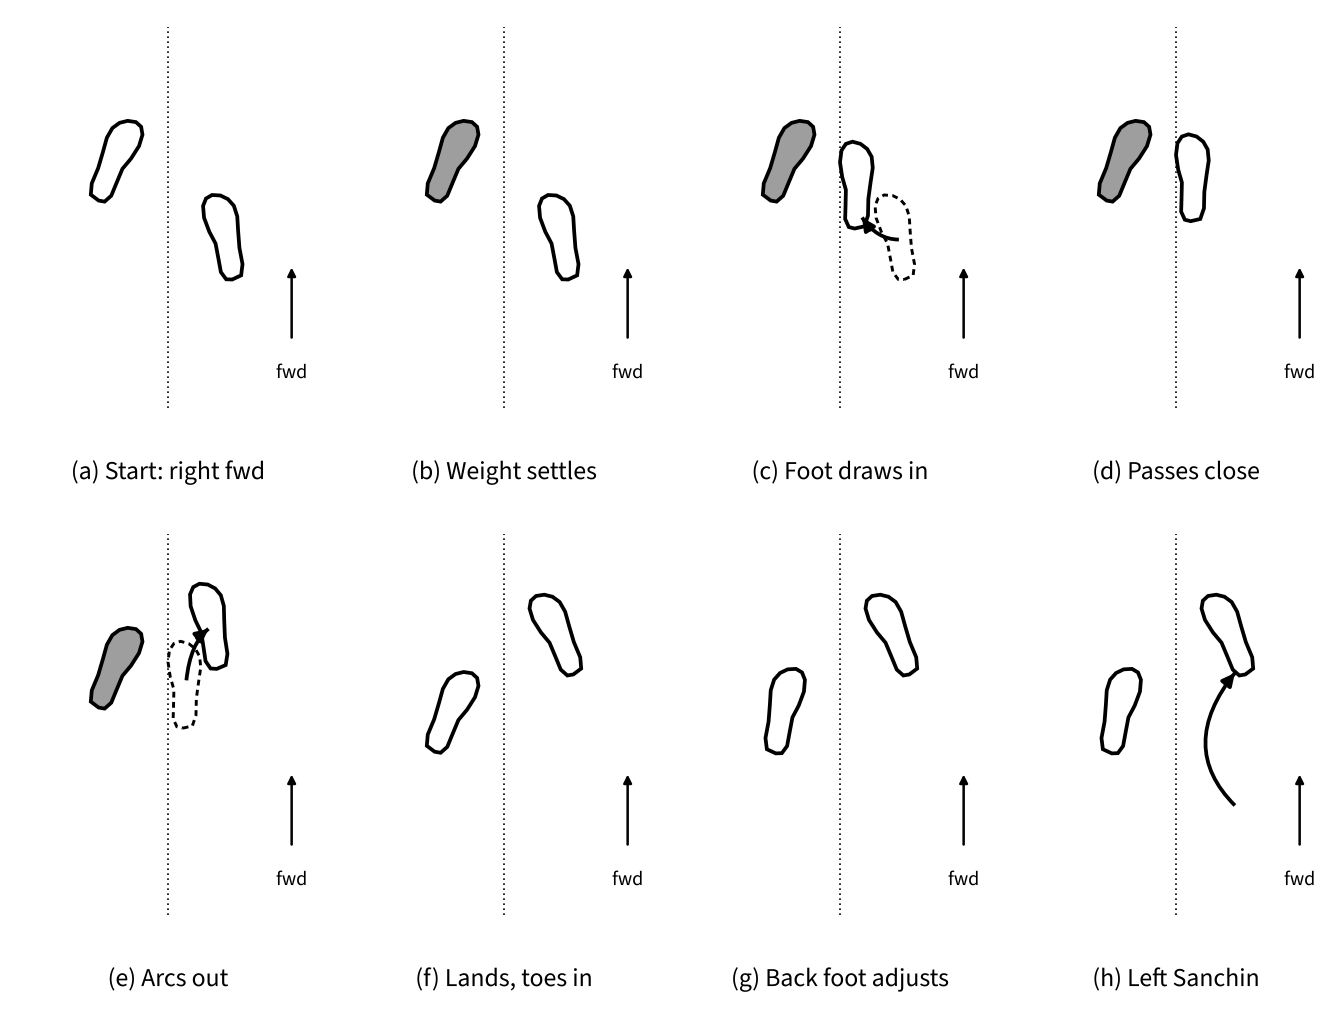 fwd
fwd
fwd
fwd
(a) Start: right fwd
(b) Weight settles
(c) Foot draws in
(d) Passes close
fwd
fwd
fwd
fwd
(e) Arcs out
(f) Lands, toes in
(g) Back foot adjusts
(h) Left Sanchin